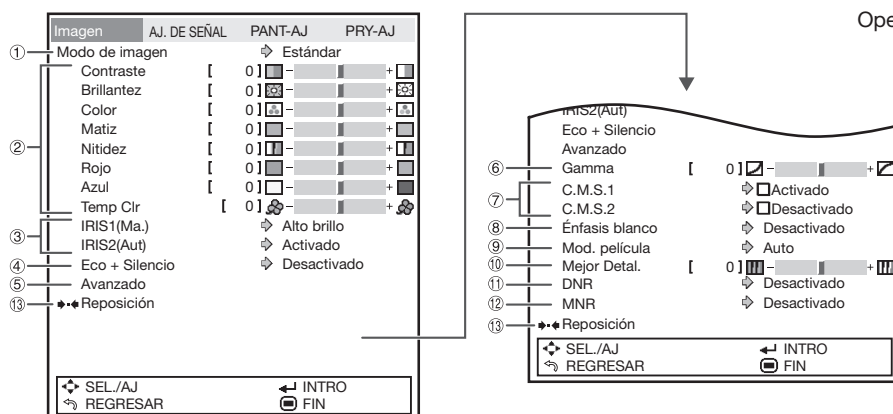 Ope
Imagen AJ. DE SEÑAL PANT-AJ PRY-AJ
① Modo de imagen Estándar
② Contraste [ 0 ] - +
Brillantez [ 0 ] - +
Color [ 0 ] - +
Matiz [ 0 ] - +
Nitidez [ 0 ] - +
Rojo [ 0 ] - +
Azul [ 0 ] - +
Temp Clr [ 0 ] - +
③ IRIS1(Ma.) Alto brillo
IRIS2(Aut) Activado
④ Eco + Silencio Desactivado
⑤ Avanzado
⑬ Reposición
SEL./AJ INTRO
REGRESAR FIN
IRIS2(Aut)
Eco + Silencio
Avanzado
⑥ Gamma [ 0 ] - +
⑦ C.M.S.1 Activado
C.M.S.2 Desactivado
⑧ Énfasis blanco Desactivado
⑨ Mod. película Auto
⑩ Mejor Detal. [ 0 ] - +
⑪ DNR Desactivado
⑫ MNR Desactivado
⑬ Reposición
SEL./AJ INTRO
REGRESAR FIN